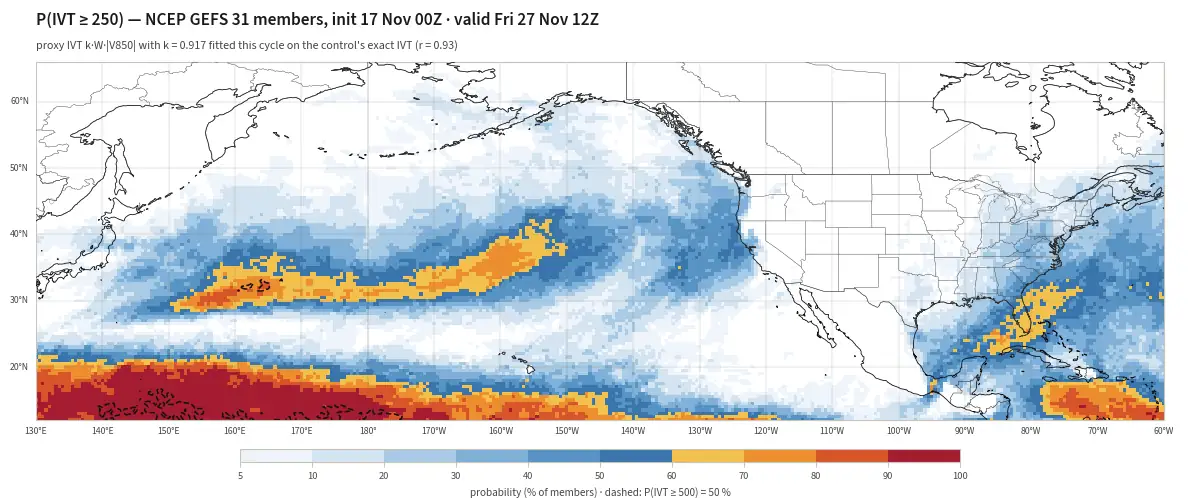 P(IVT ≥ 250) — NCEP GEFS 31 members, init 17 Nov 00Z · valid Fri 27 Nov 12Z
proxy IVT k·W·|V850| with k = 0.917 fitted this cycle on the control's exact IVT (r = 0.93)
60°N
50°N
40°N
30°N
20°N
130°E 140°E 150°E 160°E 170°E 180° 170°W 160°W 150°W 140°W 130°W 120°W 110°W 100°W 90°W 80°W 70°W 60°W
5 10 20 30 40 50 60 70 80 90 100
probability (% of members) · dashed: P(IVT ≥ 500) = 50 %